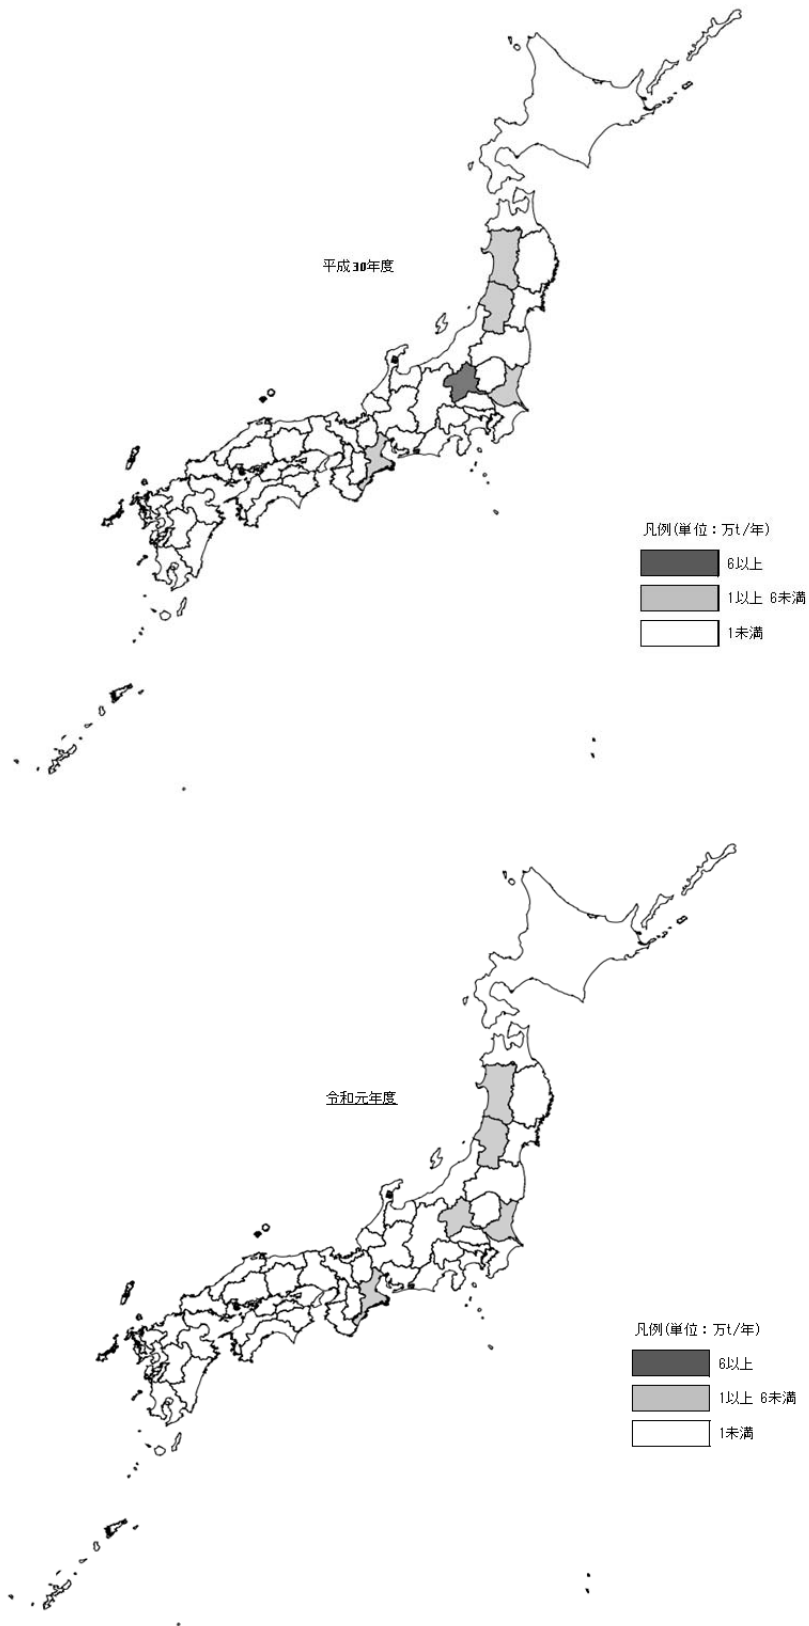 平成30年度
凡例(単位：万t/年)
6以上
1以上 6未満
1未満
令和元年度
凡例(単位：万t/年)
6以上
1以上 6未満
1未満